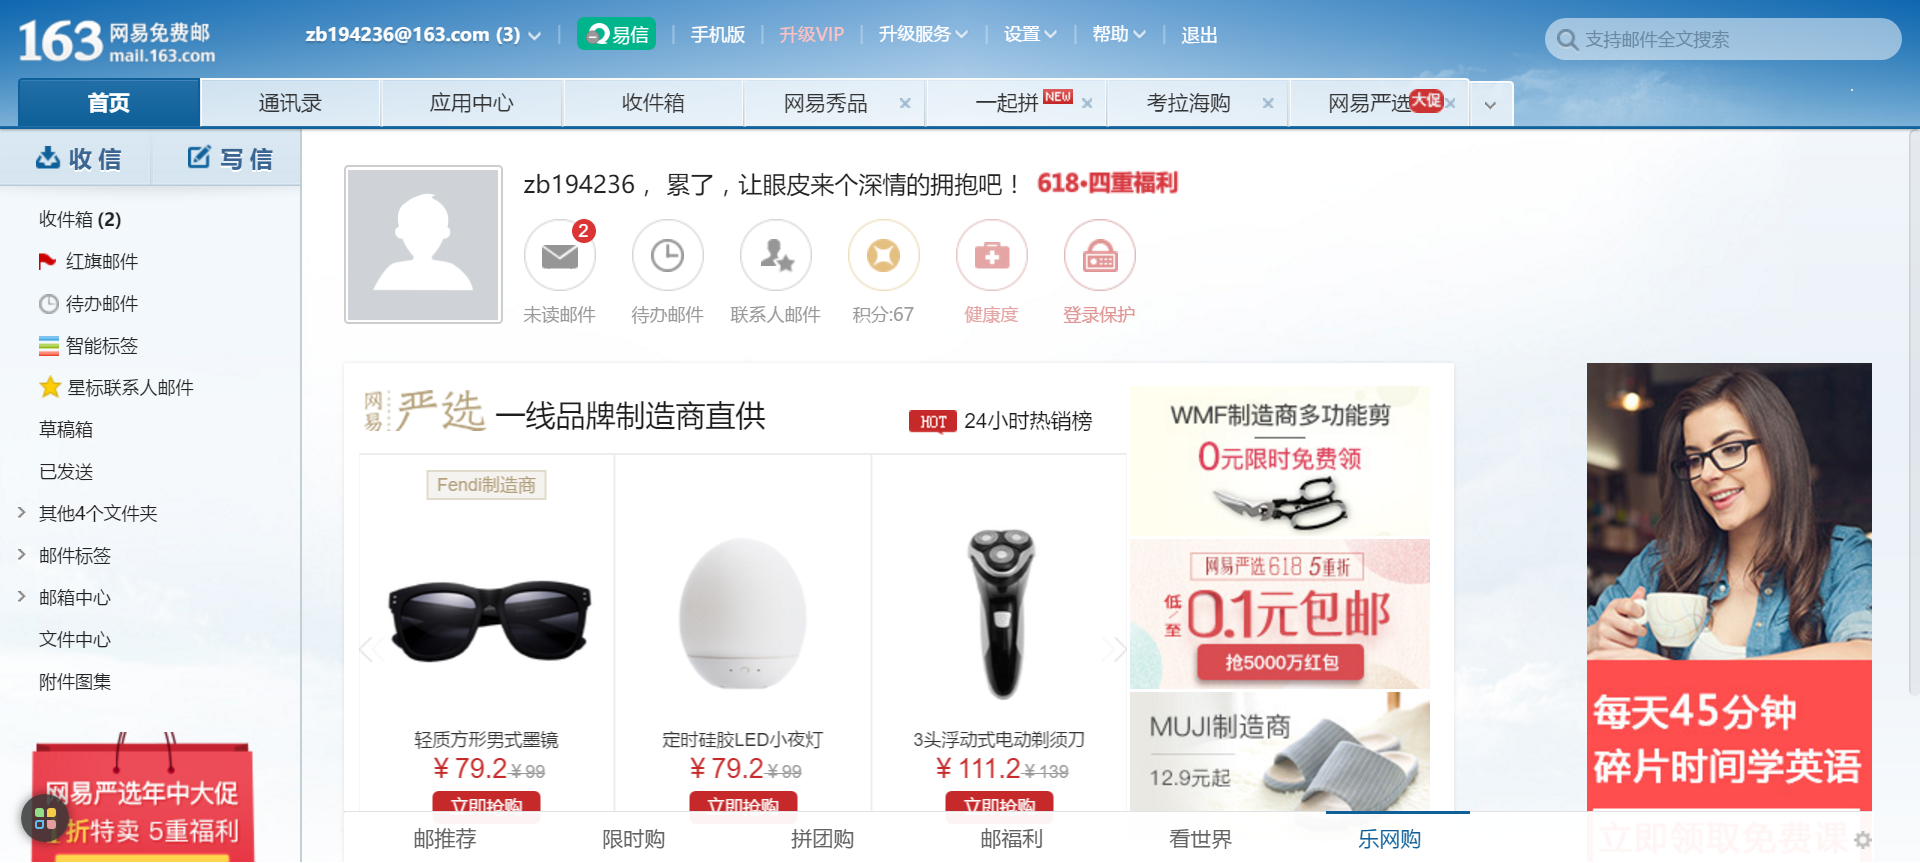 163 网易免费邮
mail.163.com
zb194236@163.com (3)
易信
手机版
升级VIP
升级服务
设置
帮助
退出
支持邮件全文搜索
首页
通讯录
应用中心
收件箱
网易秀品
一起拼
NEW
考拉海购
网易严选
大促
收 信
写 信
收件箱 (2)
红旗邮件
待办邮件
智能标签
星标联系人邮件
草稿箱
已发送
其他4个文件夹
邮件标签
邮箱中心
文件中心
附件图集
网易严选年中大促
折特卖 5重福利
zb194236， 累了，让眼皮来个深情的拥抱吧！
618•四重福利
2
未读邮件
待办邮件
联系人邮件
积分:67
健康度
登录保护
网易严选 一线品牌制造商直供
HOT 24小时热销榜
Fendi制造商
轻质方形男式墨镜
¥79.2 ¥99
立即抢购
定时硅胶LED小夜灯
¥79.2 ¥99
立即抢购
3头浮动式电动剃须刀
¥111.2 ¥139
立即抢购
WMF制造商多功能剪
0元限时免费领
网易严选618 5重折
低至0.1元包邮
抢5000万红包
MUJI制造商
12.9元起
每天45分钟
碎片时间学英语
立即领取免费课
邮推荐
限时购
拼团购
邮福利
看世界
乐网购